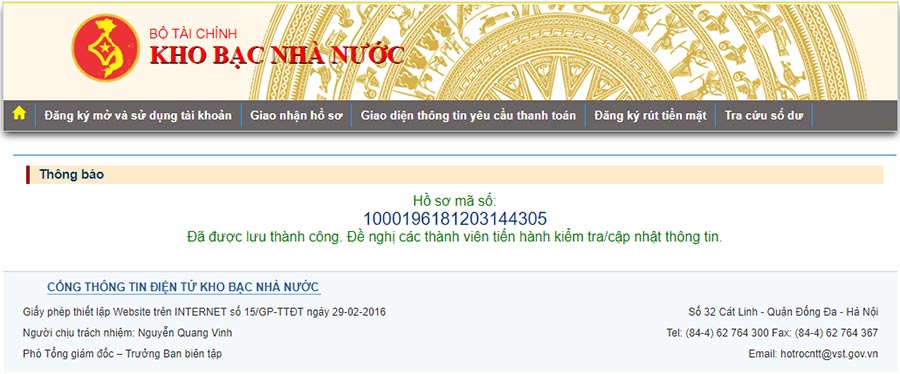 BỘ TÀI CHÍNH
KHO BẠC NHÀ NƯỚC
Đăng ký mở và sử dụng tài khoản
Giao nhận hồ sơ
Giao diện thông tin yêu cầu thanh toán
Đăng ký rút tiền mặt
Tra cứu số dư
Thông báo
Hồ sơ mã số:
1000196181203144305
Đã được lưu thành công. Đề nghị các thành viên tiến hành kiểm tra/cập nhật thông tin.
CỔNG THÔNG TIN ĐIỆN TỬ KHO BẠC NHÀ NƯỚC
Giấy phép thiết lập Website trên INTERNET số 15/GP-TTĐT ngày 29-02-2016
Người chịu trách nhiệm: Nguyễn Quang Vinh
Phó Tổng giám đốc – Trưởng Ban biên tập
Số 32 Cát Linh - Quận Đống Đa - Hà Nội
Tel: (84-4) 62 764 300 Fax: (84-4) 62 764 367
Email: hotrocntt@vst.gov.vn